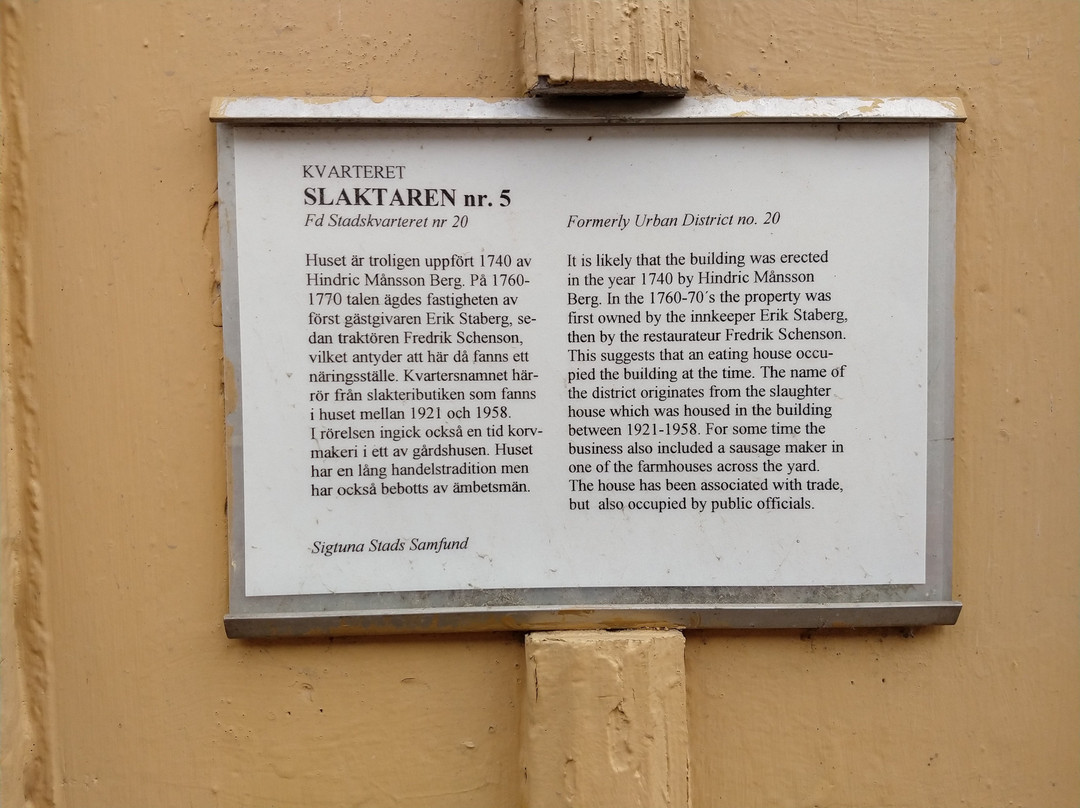 KVARTERET
SLAKTAREN nr. 5
Fd Stadskvarteret nr 20
Huset är troligen uppfört 1740 av
Hindric Månsson Berg. På 1760-
1770 talen ägdes fastigheten av
först gästgivaren Erik Staberg, se-
dan traktören Fredrik Schenson,
vilket antyder att här då fanns ett
näringsställe. Kvartersnamnet här-
rör från slakteributiken som fanns
i huset mellan 1921 och 1958.
I rörelsen ingick också en tid korv-
makeri i ett av gårdshusen. Huset
har en lång handelstradition men
har också bebotts av ämbetsmän.
Sigtuna Stads Samfund
Formerly Urban District no. 20
It is likely that the building was erected
in the year 1740 by Hindric Månsson
Berg. In the 1760-70´s the property was
first owned by the innkeeper Erik Staberg,
then by the restaurateur Fredrik Schenson.
This suggests that an eating house occu-
pied the building at the time. The name of
the district originates from the slaughter
house which was housed in the building
between 1921-1958. For some time the
business also included a sausage maker in
one of the farmhouses across the yard.
The house has been associated with trade,
but  also occupied by public officials.